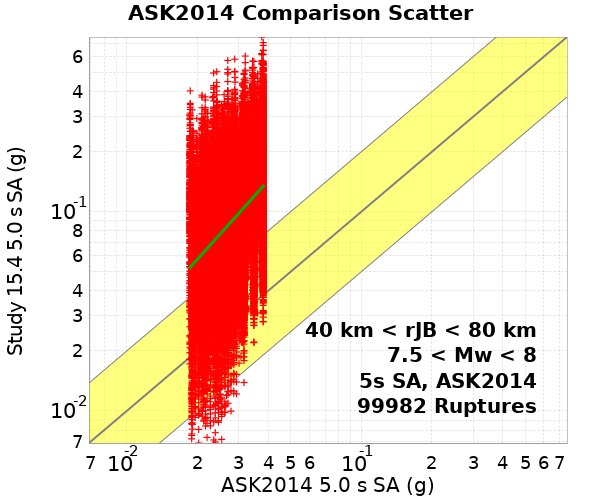 ASK2014 Comparison Scatter
Study 15.4 5.0 s SA (g)
6
4
3
2
10-1
8
6
4
3
2
10-2
7
40 km < rJB < 80 km
7.5 < Mw < 8
5s SA, ASK2014
99982 Ruptures
7 10-2 2 3 4 5 6 10-1 2 3 4 5 6 7
ASK2014 5.0 s SA (g)